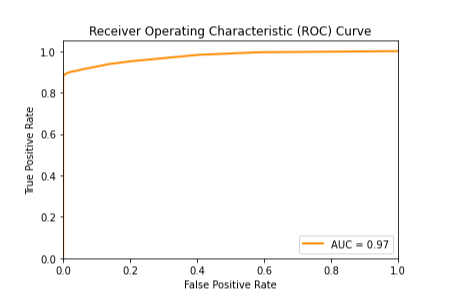 Receiver Operating Characteristic (ROC) Curve
1.0
0.8
0.6
0.4
0.2
0.0
True Positive Rate
AUC = 0.97
0.0 0.2 0.4 0.6 0.8 1.0
False Positive Rate